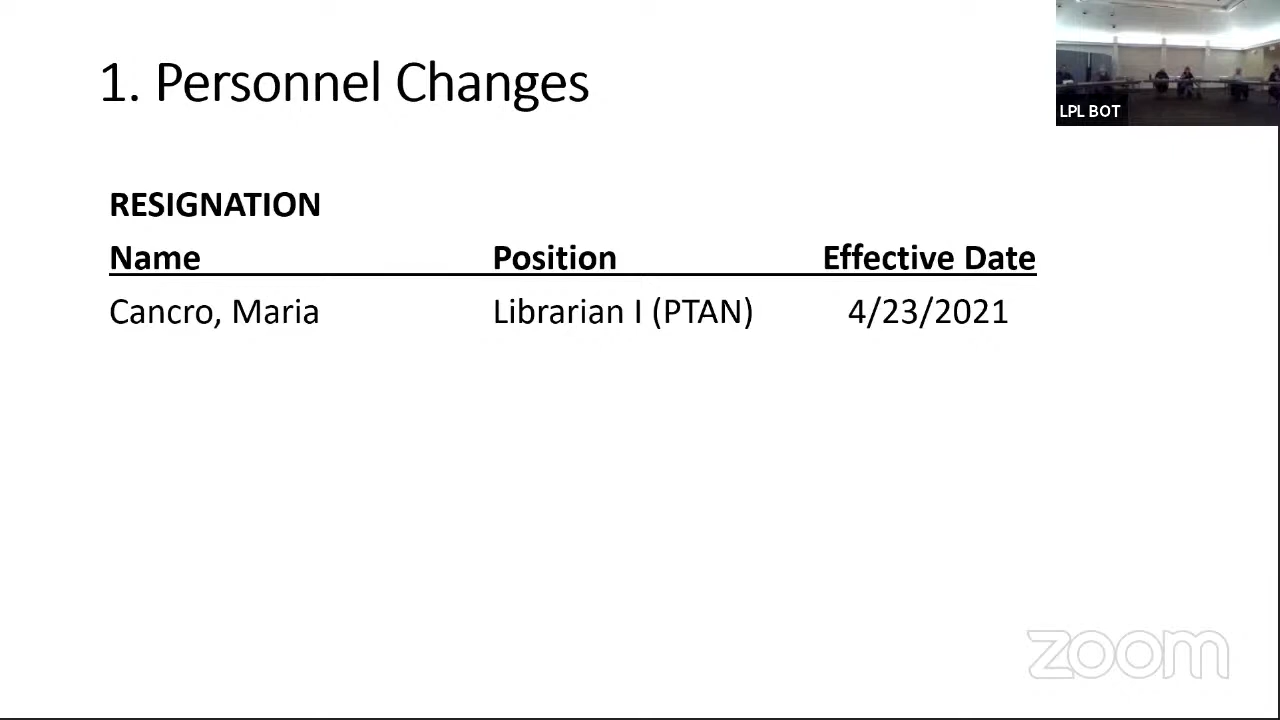 1. Personnel Changes
LPL BOT
RESIGNATION
Name Position Effective Date
Cancro, Maria Librarian I (PTAN) 4/23/2021
zoom